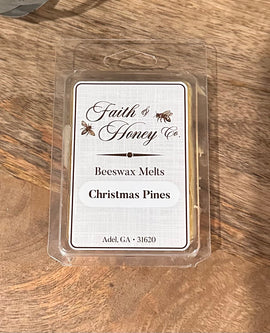 Faith &
Honey Co.
Beeswax Melts
Christmas Pines
Adel, GA • 31620